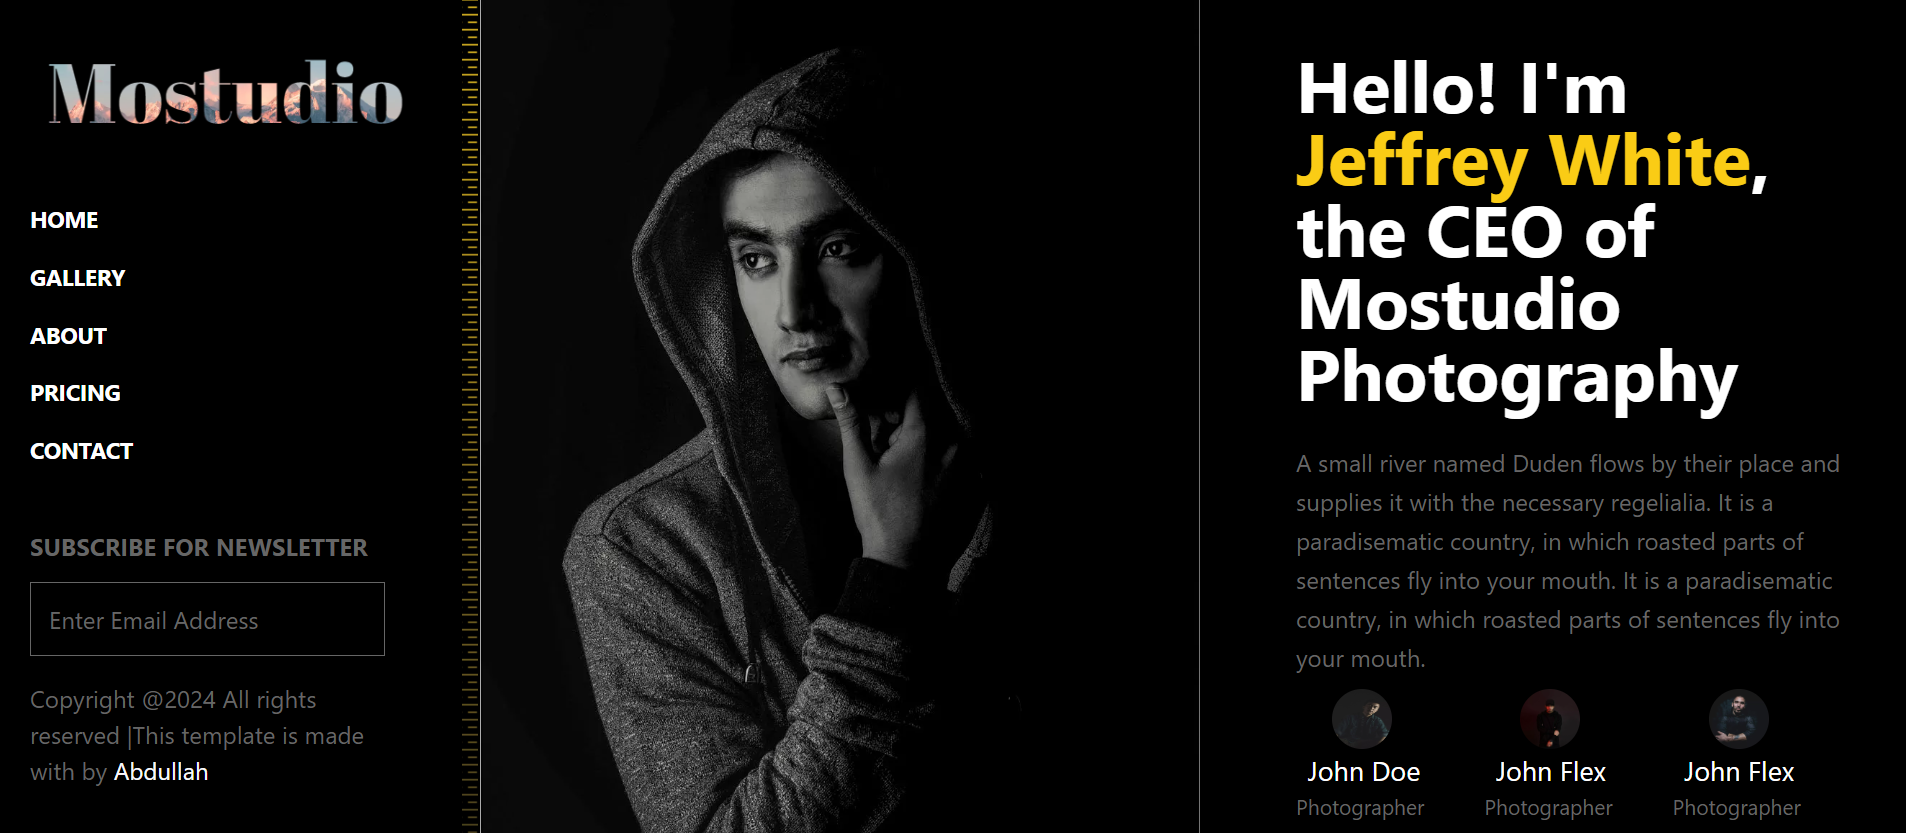 Mostudio
HOME
GALLERY
ABOUT
PRICING
CONTACT
SUBSCRIBE FOR NEWSLETTER
Enter Email Address
Copyright @2024 All rights
reserved |This template is made
with by Abdullah
Hello! I'm
Jeffrey White,
the CEO of
Mostudio
Photography
A small river named Duden flows by their place and
supplies it with the necessary regelialia. It is a
paradisematic country, in which roasted parts of
sentences fly into your mouth. It is a paradisematic
country, in which roasted parts of sentences fly into
your mouth.
John Doe
Photographer
John Flex
Photographer
John Flex
Photographer